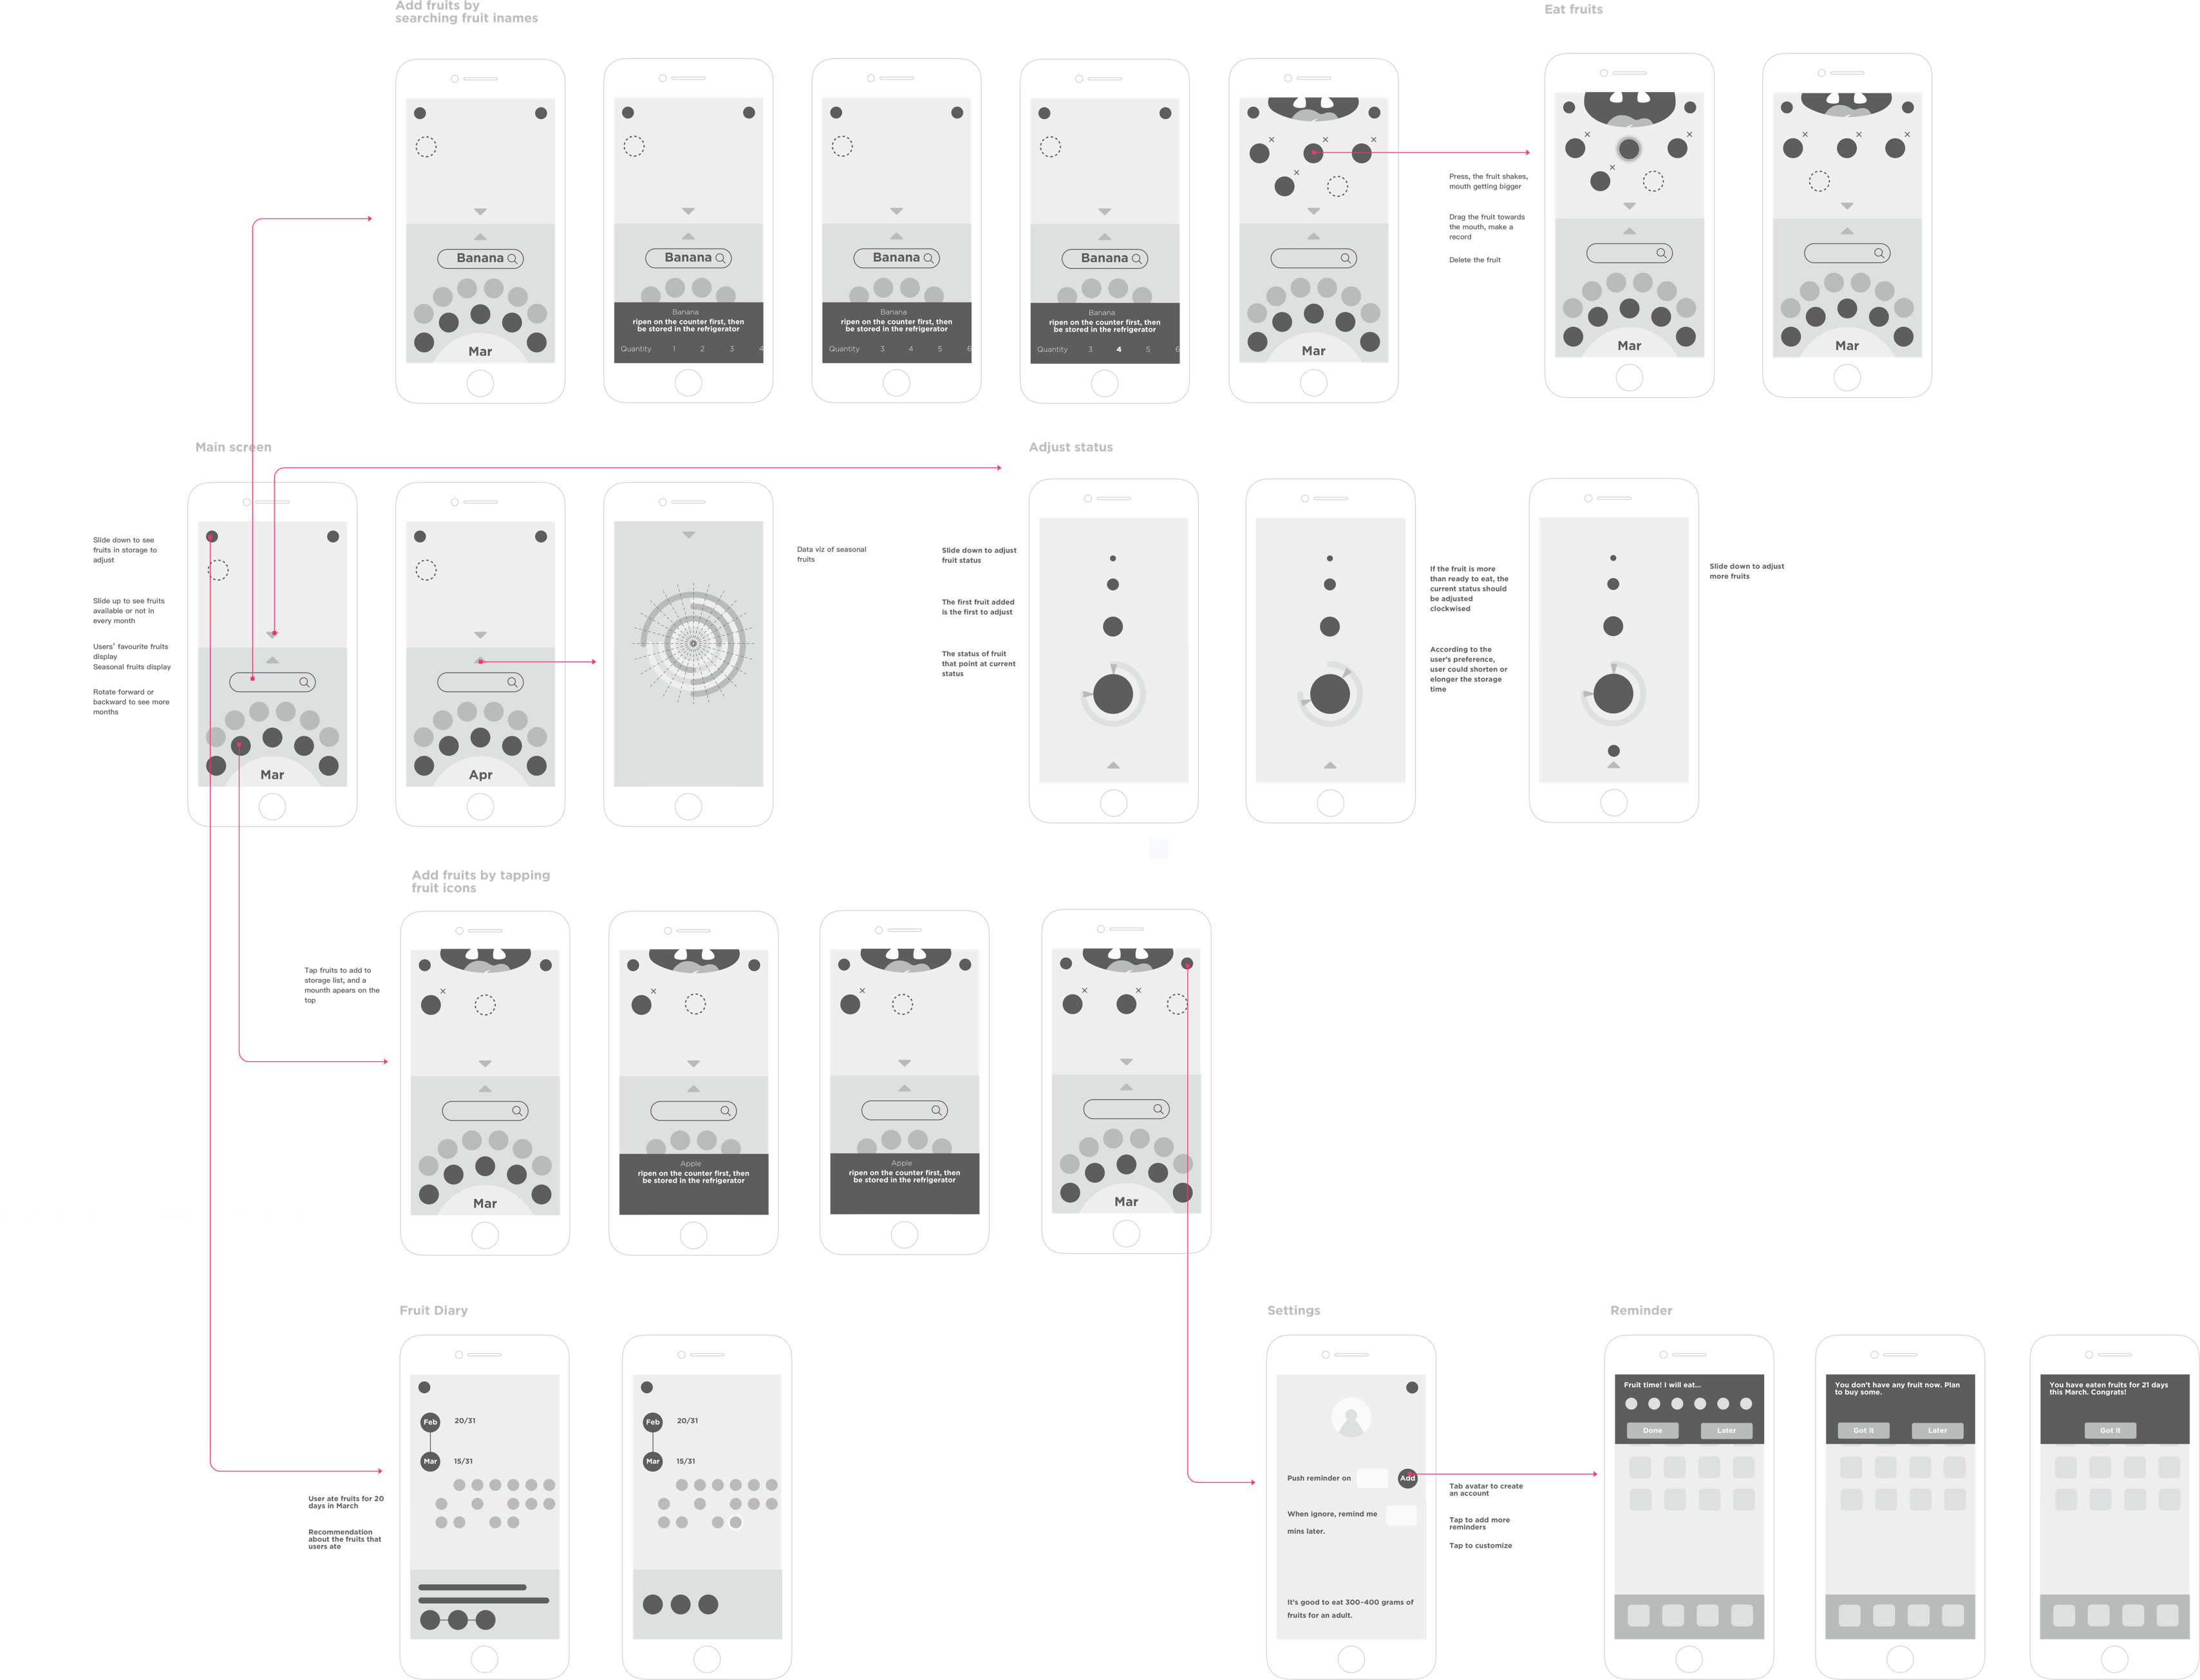 Add fruits by
searching fruit inames
Eat fruits
Banana
Mar
Banana
Banana
ripen on the counter first, then
be stored in the refrigerator
Quantity 1 2 3 4
Banana
Banana
ripen on the counter first, then
be stored in the refrigerator
Quantity 3 4 5 6
Banana
Banana
ripen on the counter first, then
be stored in the refrigerator
Quantity 3 4 5 6
Mar
Press, the fruit shakes,
mouth getting bigger
Drag the fruit towards
the mouth, make a
record
Delete the fruit
Mar
Mar
Main screen
Slide down to see
fruits in storage to
adjust
Slide up to see fruits
available or not in
every month
Users' favourite fruits
display
Seasonal fruits display
Rotate forward or
backward to see more
months
Mar
Apr
Data viz of seasonal
fruits
Adjust status
Slide down to adjust
fruit status
The first fruit added
is the first to adjust
The status of fruit
that point at current
status
If the fruit is more
than ready to eat, the
current status should
be adjusted
clockwised
According to the
user's preference,
user could shorten or
elonger the storage
time
Slide down to adjust
more fruits
Add fruits by tapping
fruit icons
Tap fruits to add to
storage list, and a
mounth apears on the
top
Mar
Apple
ripen on the counter first, then
be stored in the refrigerator
Apple
ripen on the counter first, then
be stored in the refrigerator
Mar
Fruit Diary
User ate fruits for 20
days in March
Recommendation
about the fruits that
users ate
Feb 20/31
Mar 15/31
Feb 20/31
Mar 15/31
Settings
Push reminder on
Add
When ignore, remind me
mins later.
It's good to eat 300-400 grams of
fruits for an adult.
Tab avatar to create
an account
Tap to add more
reminders
Tap to customize
Reminder
Fruit time! I will eat...
Done Later
You don't have any fruit now. Plan
to buy some.
Got it Later
You have eaten fruits for 21 days
this March. Congrats!
Got it